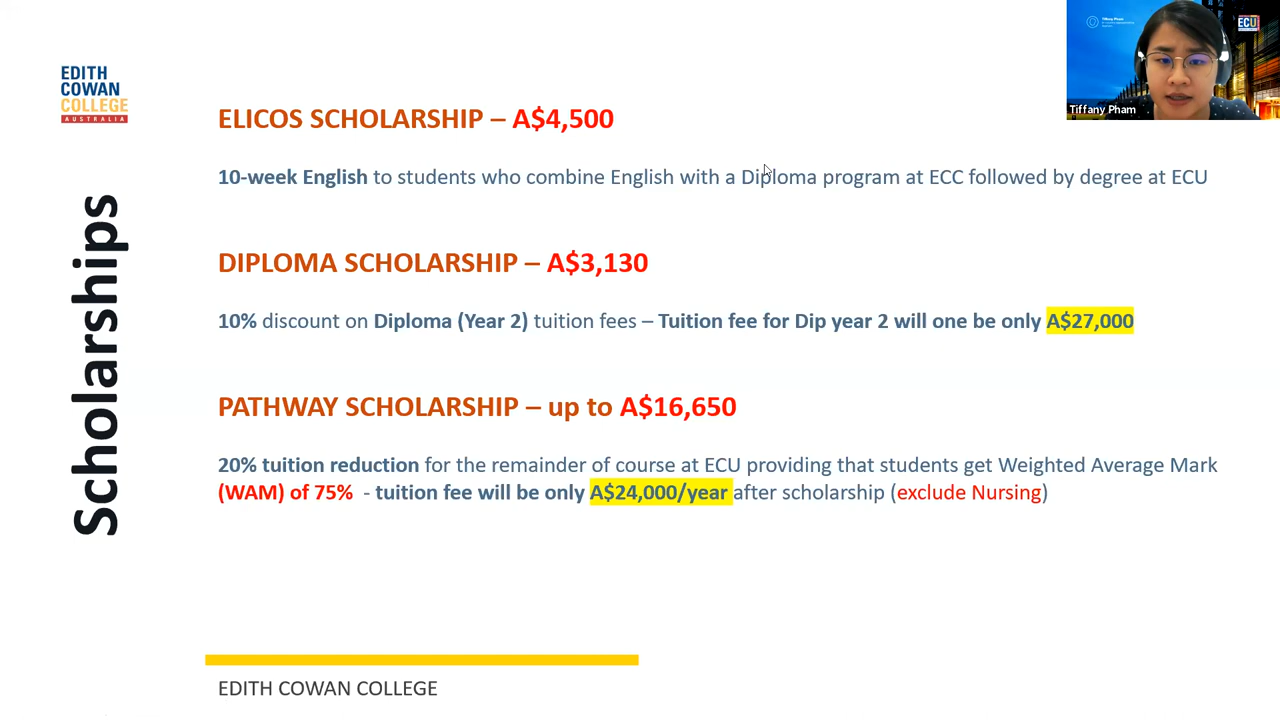 EDITH
COWAN
COLLEGE
AUSTRALIA
Scholarships
ELICOS SCHOLARSHIP – A$4,500
10-week English to students who combine English with a Diploma program at ECC followed by degree at ECU
DIPLOMA SCHOLARSHIP – A$3,130
10% discount on Diploma (Year 2) tuition fees – Tuition fee for Dip year 2 will one be only A$27,000
PATHWAY SCHOLARSHIP – up to A$16,650
20% tuition reduction for the remainder of course at ECU providing that students get Weighted Average Mark
(WAM) of 75%  - tuition fee will be only A$24,000/year after scholarship (exclude Nursing)
EDITH COWAN COLLEGE
Tiffany Pham
ECU
Tiffany Pham